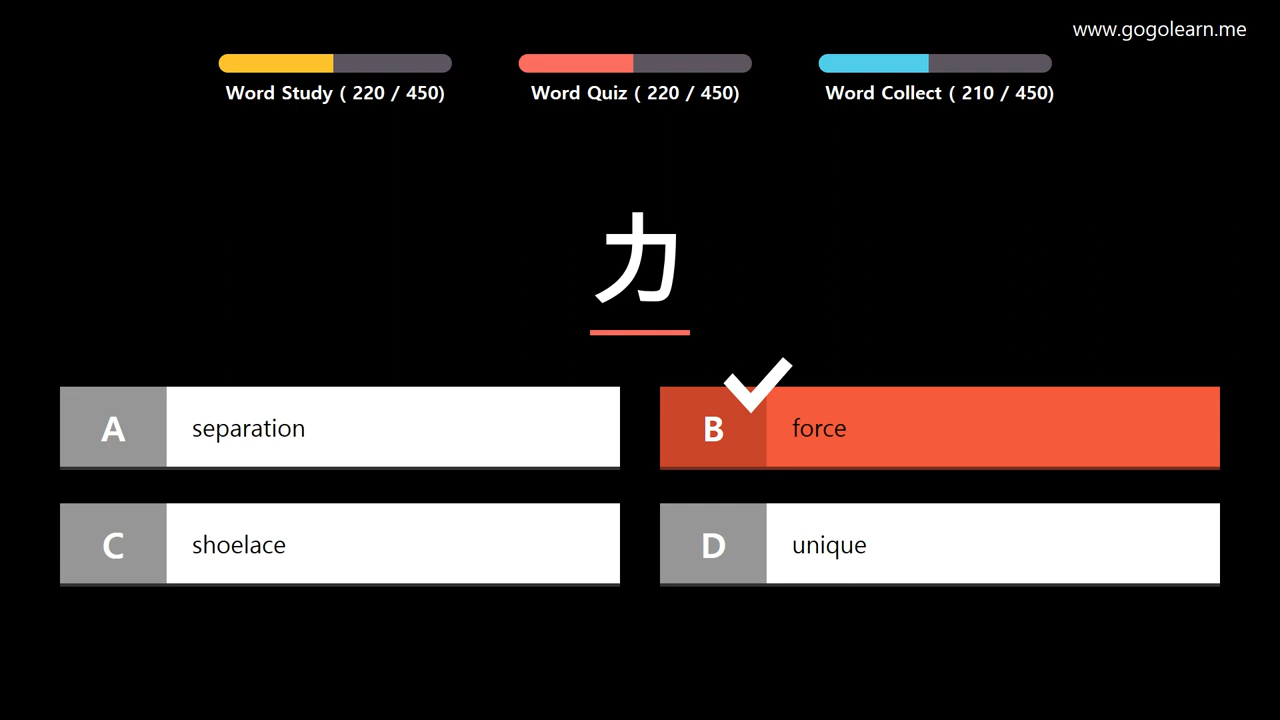 www.gogolearn.me
Word Study ( 220 / 450)
Word Quiz ( 220 / 450)
Word Collect ( 210 / 450)
力
A separation
B force
C shoelace
D unique